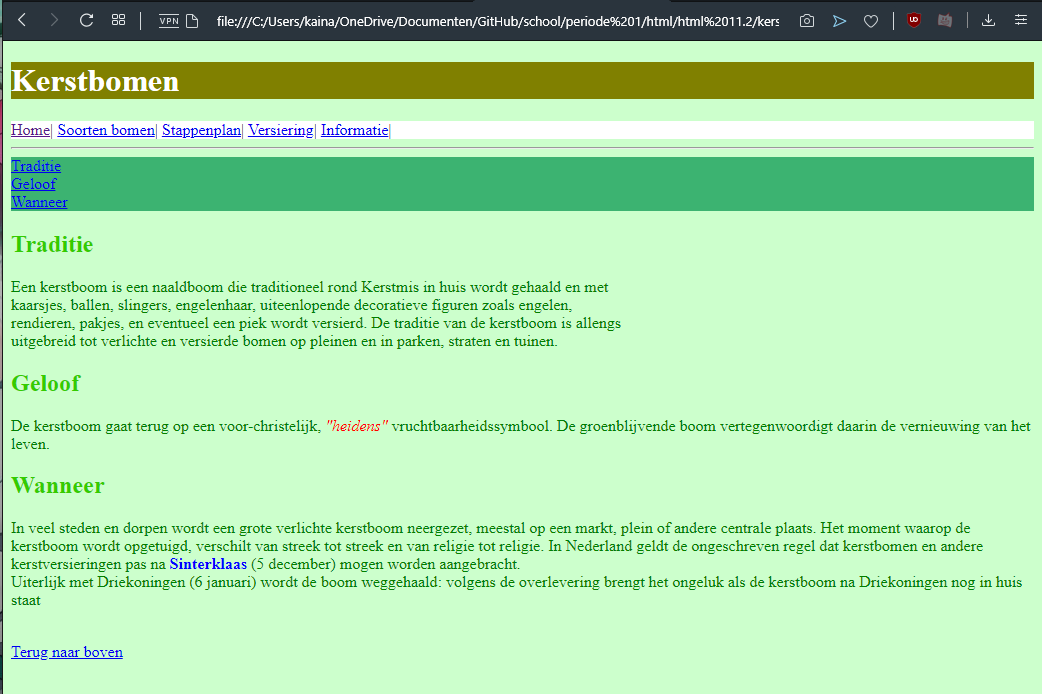 VPN file:///C:/Users/kaina/OneDrive/Documenten/GitHub/school/periode%201/html/html%2011.2/kers
Kerstbomen
Home| Soorten bomen| Stappenplan| Versiering| Informatie|
Traditie
Geloof
Wanneer
Traditie
Een kerstboom is een naaldboom die traditioneel rond Kerstmis in huis wordt gehaald en met
kaarsjes, ballen, slingers, engelenhaar, uiteenlopende decoratieve figuren zoals engelen,
rendieren, pakjes, en eventueel een piek wordt versierd. De traditie van de kerstboom is allengs
uitgebreid tot verlichte en versierde bomen op pleinen en in parken, straten en tuinen.
Geloof
De kerstboom gaat terug op een voor-christelijk, "heidens" vruchtbaarheidssymbool. De groenblijvende boom vertegenwoordigt daarin de vernieuwing van het
leven.
Wanneer
In veel steden en dorpen wordt een grote verlichte kerstboom neergezet, meestal op een markt, plein of andere centrale plaats. Het moment waarop de
kerstboom wordt opgetuigd, verschilt van streek tot streek en van religie tot religie. In Nederland geldt de ongeschreven regel dat kerstbomen en andere
kerstversieringen pas na Sinterklaas (5 december) mogen worden aangebracht.
Uiterlijk met Driekoningen (6 januari) wordt de boom weggehaald: volgens de overlevering brengt het ongeluk als de kerstboom na Driekoningen nog in huis
staat
Terug naar boven